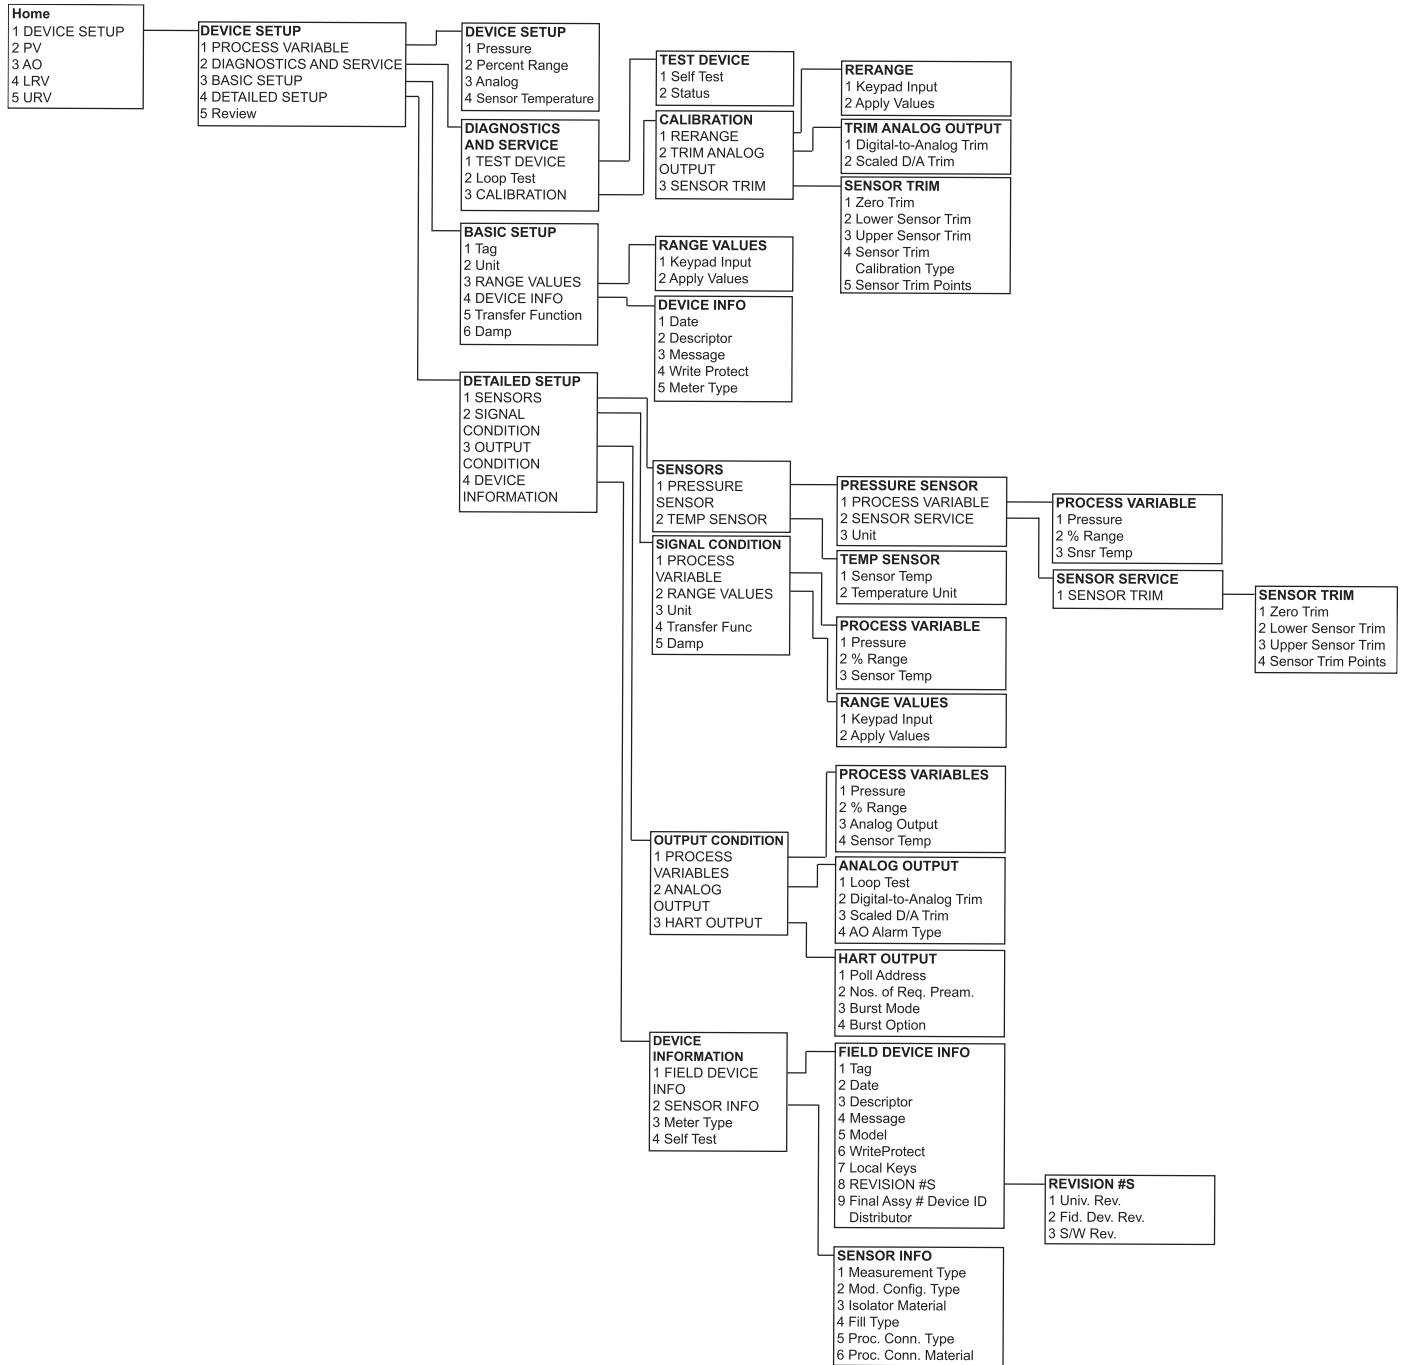 Home
1 DEVICE SETUP
2 PV
3 AO
4 LRV
5 URV
DEVICE SETUP
1 PROCESS VARIABLE
2 DIAGNOSTICS AND SERVICE
3 BASIC SETUP
4 DETAILED SETUP
5 Review
DEVICE SETUP
1 Pressure
2 Percent Range
3 Analog
4 Sensor Temperature
DIAGNOSTICS
AND SERVICE
1 TEST DEVICE
2 Loop Test
3 CALIBRATION
TEST DEVICE
1 Self Test
2 Status
CALIBRATION
1 RERANGE
2 TRIM ANALOG
OUTPUT
3 SENSOR TRIM
RERANGE
1 Keypad Input
2 Apply Values
TRIM ANALOG OUTPUT
1 Digital-to-Analog Trim
2 Scaled D/A Trim
SENSOR TRIM
1 Zero Trim
2 Lower Sensor Trim
3 Upper Sensor Trim
4 Sensor Trim
Calibration Type
5 Sensor Trim Points
BASIC SETUP
1 Tag
2 Unit
3 RANGE VALUES
4 DEVICE INFO
5 Transfer Function
6 Damp
RANGE VALUES
1 Keypad Input
2 Apply Values
DEVICE INFO
1 Date
2 Descriptor
3 Message
4 Write Protect
5 Meter Type
DETAILED SETUP
1 SENSORS
2 SIGNAL
CONDITION
3 OUTPUT
CONDITION
4 DEVICE
INFORMATION
SENSORS
1 PRESSURE
SENSOR
2 TEMP SENSOR
PRESSURE SENSOR
1 PROCESS VARIABLE
2 SENSOR SERVICE
3 Unit
PROCESS VARIABLE
1 Pressure
2 % Range
3 Snsr Temp
SENSOR SERVICE
1 SENSOR TRIM
SENSOR TRIM
1 Zero Trim
2 Lower Sensor Trim
3 Upper Sensor Trim
4 Sensor Trim Points
TEMP SENSOR
1 Sensor Temp
2 Temperature Unit
SIGNAL CONDITION
1 PROCESS
VARIABLE
2 RANGE VALUES
3 Unit
4 Transfer Func
5 Damp
PROCESS VARIABLE
1 Pressure
2 % Range
3 Sensor Temp
RANGE VALUES
1 Keypad Input
2 Apply Values
OUTPUT CONDITION
1 PROCESS
VARIABLES
2 ANALOG
OUTPUT
3 HART OUTPUT
PROCESS VARIABLES
1 Pressure
2 % Range
3 Analog Output
4 Sensor Temp
ANALOG OUTPUT
1 Loop Test
2 Digital-to-Analog Trim
3 Scaled D/A Trim
4 AO Alarm Type
HART OUTPUT
1 Poll Address
2 Nos. of Req. Pream.
3 Burst Mode
4 Burst Option
DEVICE
INFORMATION
1 FIELD DEVICE
INFO
2 SENSOR INFO
3 Meter Type
4 Self Test
FIELD DEVICE INFO
1 Tag
2 Date
3 Descriptor
4 Message
5 Model
6 WriteProtect
7 Local Keys
8 REVISION #S
9 Final Assy # Device ID
Distributor
REVISION #S
1 Univ. Rev.
2 Fid. Dev. Rev.
3 S/W Rev.
SENSOR INFO
1 Measurement Type
2 Mod. Config. Type
3 Isolator Material
4 Fill Type
5 Proc. Conn. Type
6 Proc. Conn. Material